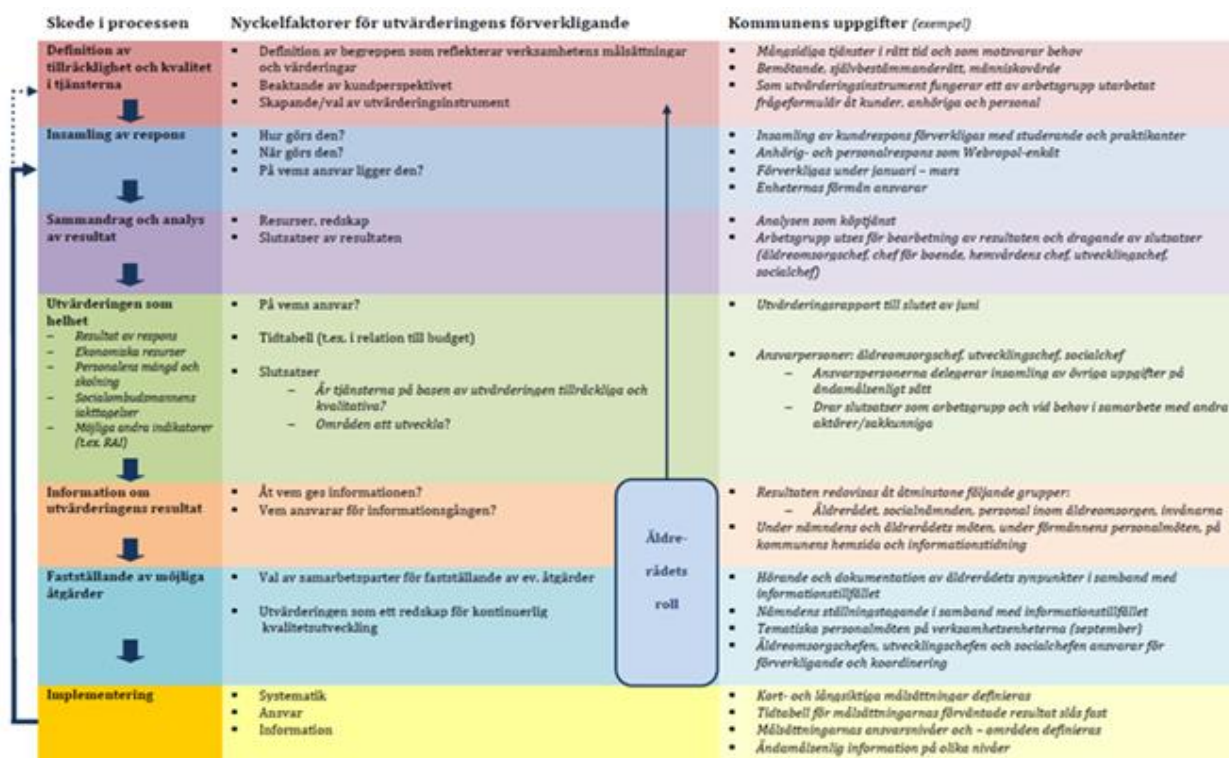 Skede i processen
Nyckelfaktorer för utvärderingens förverkligande
Kommunens uppgifter (exempel)
Definition av
tillräcklighet och kvalitet
i tjänsterna
▪ Definition av begreppen som reflekterar verksamhetens målsättningar
och värderingar
▪ Beaktande av kundperspektivet
▪ Skapande/val av utvärderingsinstrument
▪ Mångsidiga tjänster i rätt tid och som motsvarar behov
▪ Bemötande, självbestämmanderätt, människovärde
▪ Som utvärderingsinstrument fungerar ett av arbetsgrupp utarbetat
frågeformulär åt kunder, anhöriga och personal
Insamling av respons
▪ Hur görs den?
▪ När görs den?
▪ På vems ansvar ligger den?
▪ Insamling av kundrespons förverkligas med studerande och praktikanter
▪ Anhörig- och personalrespons som Webropol-enkät
▪ Förverkligas under januari – mars
▪ Enheternas förmän ansvarar
Sammandrag och analys
av resultat
▪ Resurser, redskap
▪ Slutsatser av resultaten
▪ Analysen som köptjänst
▪ Arbetsgrupp utses för bearbetning av resultaten och dragande av slutsatser
(äldreomsorgschef, chef för boende, hemvårdens chef, utvecklingschef,
socialchef)
Utvärderingen som
helhet
– Resultat av respons
– Ekonomiska resurser
– Personalens mängd och
skolning
– Socialombudsmannens
iakttagelser
– Möjliga andra indikatorer
(t.ex. RAI)
▪ På vems ansvar?
▪ Tidtabell (t.ex. i relation till budget)
▪ Slutsatser
– Är tjänsterna på basen av utvärderingen tillräckliga och
kvalitativa?
– Områden att utveckla?
▪ Utvärderingsrapport till slutet av juni
▪ Ansvarpersoner: äldreomsorgschef, utvecklingschef, socialchef
– Ansvarspersonerna delegerar insamling av övriga uppgifter på
ändamålsenligt sätt
– Drar slutsatser som arbetsgrupp och vid behov i samarbete med andra
aktörer/sakkunniga
Information om
utvärderingens resultat
▪ Åt vem ges informationen?
▪ Vem ansvarar för informationsgången?
▪ Resultaten redovisas åt åtminstone följande grupper:
– Äldrerådet, socialnämnden, personal inom äldreomsorgen, invånarna
▪ Under nämndens och äldrerådets möten, under förmännens personalmöten, på
kommunens hemsida och informationstidning
Äldre-
rådets
roll
Fastställande av möjliga
åtgärder
▪ Val av samarbetsparter för fastställande av ev. åtgärder
▪ Utvärderingen som ett redskap för kontinuerlig
kvalitetsutveckling
▪ Hörande och dokumentation av äldrerådets synpunkter i samband med
informationstillfället
▪ Nämndens ställningstagande i samband med informationstillfället
▪ Tematiska personalmöten på verksamhetsenheterna (september)
▪ Äldreomsorgschefen, utvecklingschefen och socialchefen ansvarar för
förverkligande och koordinering
Implementering
▪ Systematik
▪ Ansvar
▪ Information
▪ Kort- och långsiktiga målsättningar definieras
▪ Tidtabell för målsättningarnas förväntade resultat slås fast
▪ Målsättningarnas ansvarsnivåer och – områden definieras
▪ Ändamålsenlig information på olika nivåer